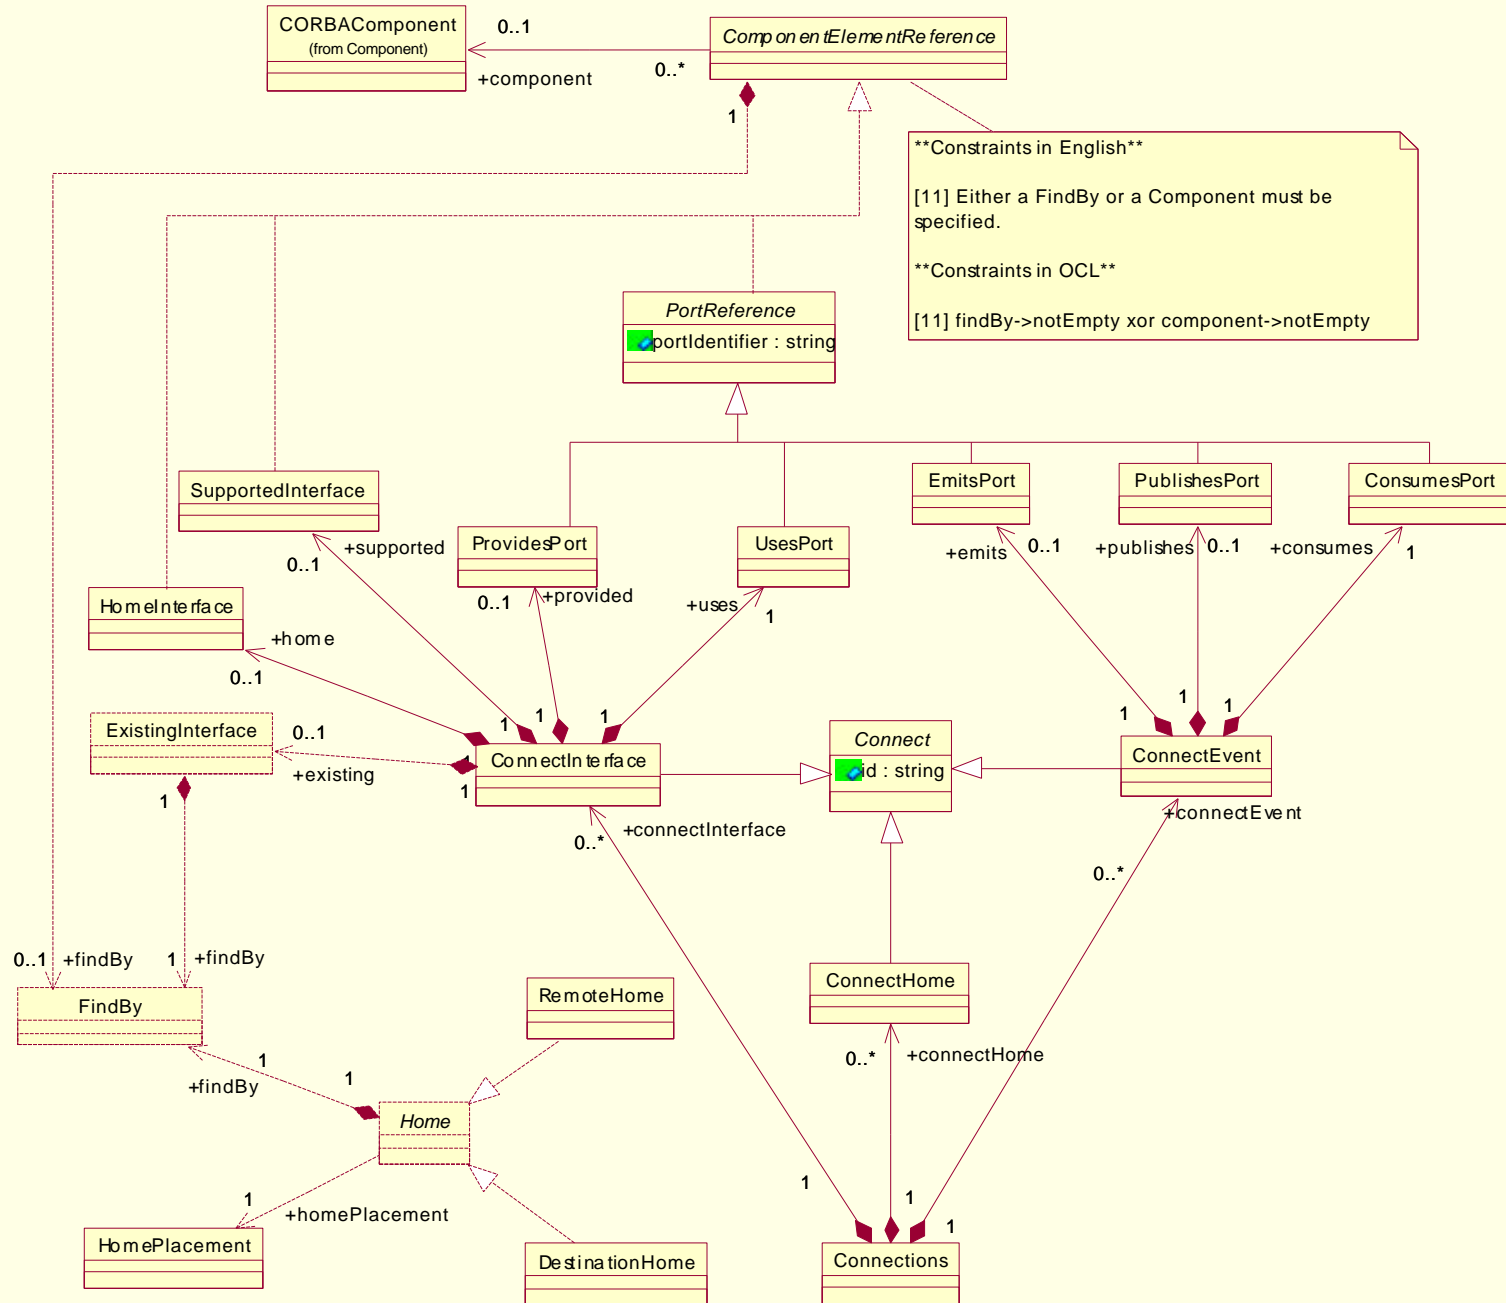 CORBAComponent
(from Component)
0..1
+component
0..*
ComponentElementReference
1
**Constraints in English**
[11] Either a FindBy or a Component must be
specified.
**Constraints in OCL**
[11] findBy->notEmpty xor component->notEmpty
PortReference
portIdentifier : string
SupportedInterface
ProvidesPort
UsesPort
EmitsPort
PublishesPort
ConsumesPort
+supported
0..1
0..1
+provided
+uses
1
+emits
0..1
+publishes
0..1
+consumes
1
HomeInterface
+home
0..1
ExistingInterface
0..1
+existing
1
1
1
1
1
1
ConnectInterface
Connect
id : string
1
1
1
ConnectEvent
+connectInterface
0..*
+connectEvent
0..*
0..1
+findBy
1
+findBy
FindBy
RemoteHome
ConnectHome
0..*
+connectHome
1
+findBy
1
Home
1
+homePlacement
HomePlacement
DestinationHome
1
1
1
Connections